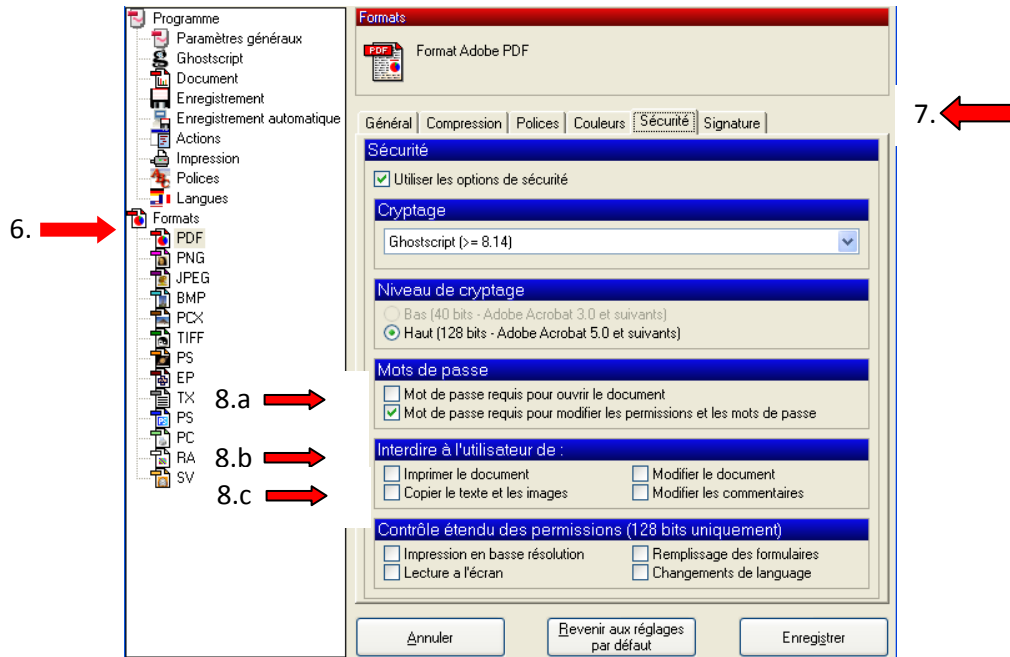 Programme
Paramètres généraux
Ghostscript
Document
Enregistrement
Enregistrement automatique
Actions
Impression
Polices
Langues
6.
Formats
PDF
PNG
JPEG
BMP
PCX
TIFF
PS
EP
TX
PS
PC
RA
SV
8.a
8.b
8.c
Formats
PDF
Format Adobe PDF
7.
Général Compression Polices Couleurs Sécurité Signature
Sécurité
Utiliser les options de sécurité
Cryptage
Ghostscript (>= 8.14)
Niveau de cryptage
Bas (40 bits - Adobe Acrobat 3.0 et suivants)
Haut (128 bits - Adobe Acrobat 5.0 et suivants)
Mots de passe
Mot de passe requis pour ouvrir le document
Mot de passe requis pour modifier les permissions et les mots de passe
Interdire à l'utilisateur de :
Imprimer le document Modifier le document
Copier le texte et les images Modifier les commentaires
Contrôle étendu des permissions (128 bits uniquement)
Impression en basse résolution Remplissage des formulaires
Lecture a l'écran Changements de language
Annuler
Revenir aux réglages
par défaut
Enregistrer